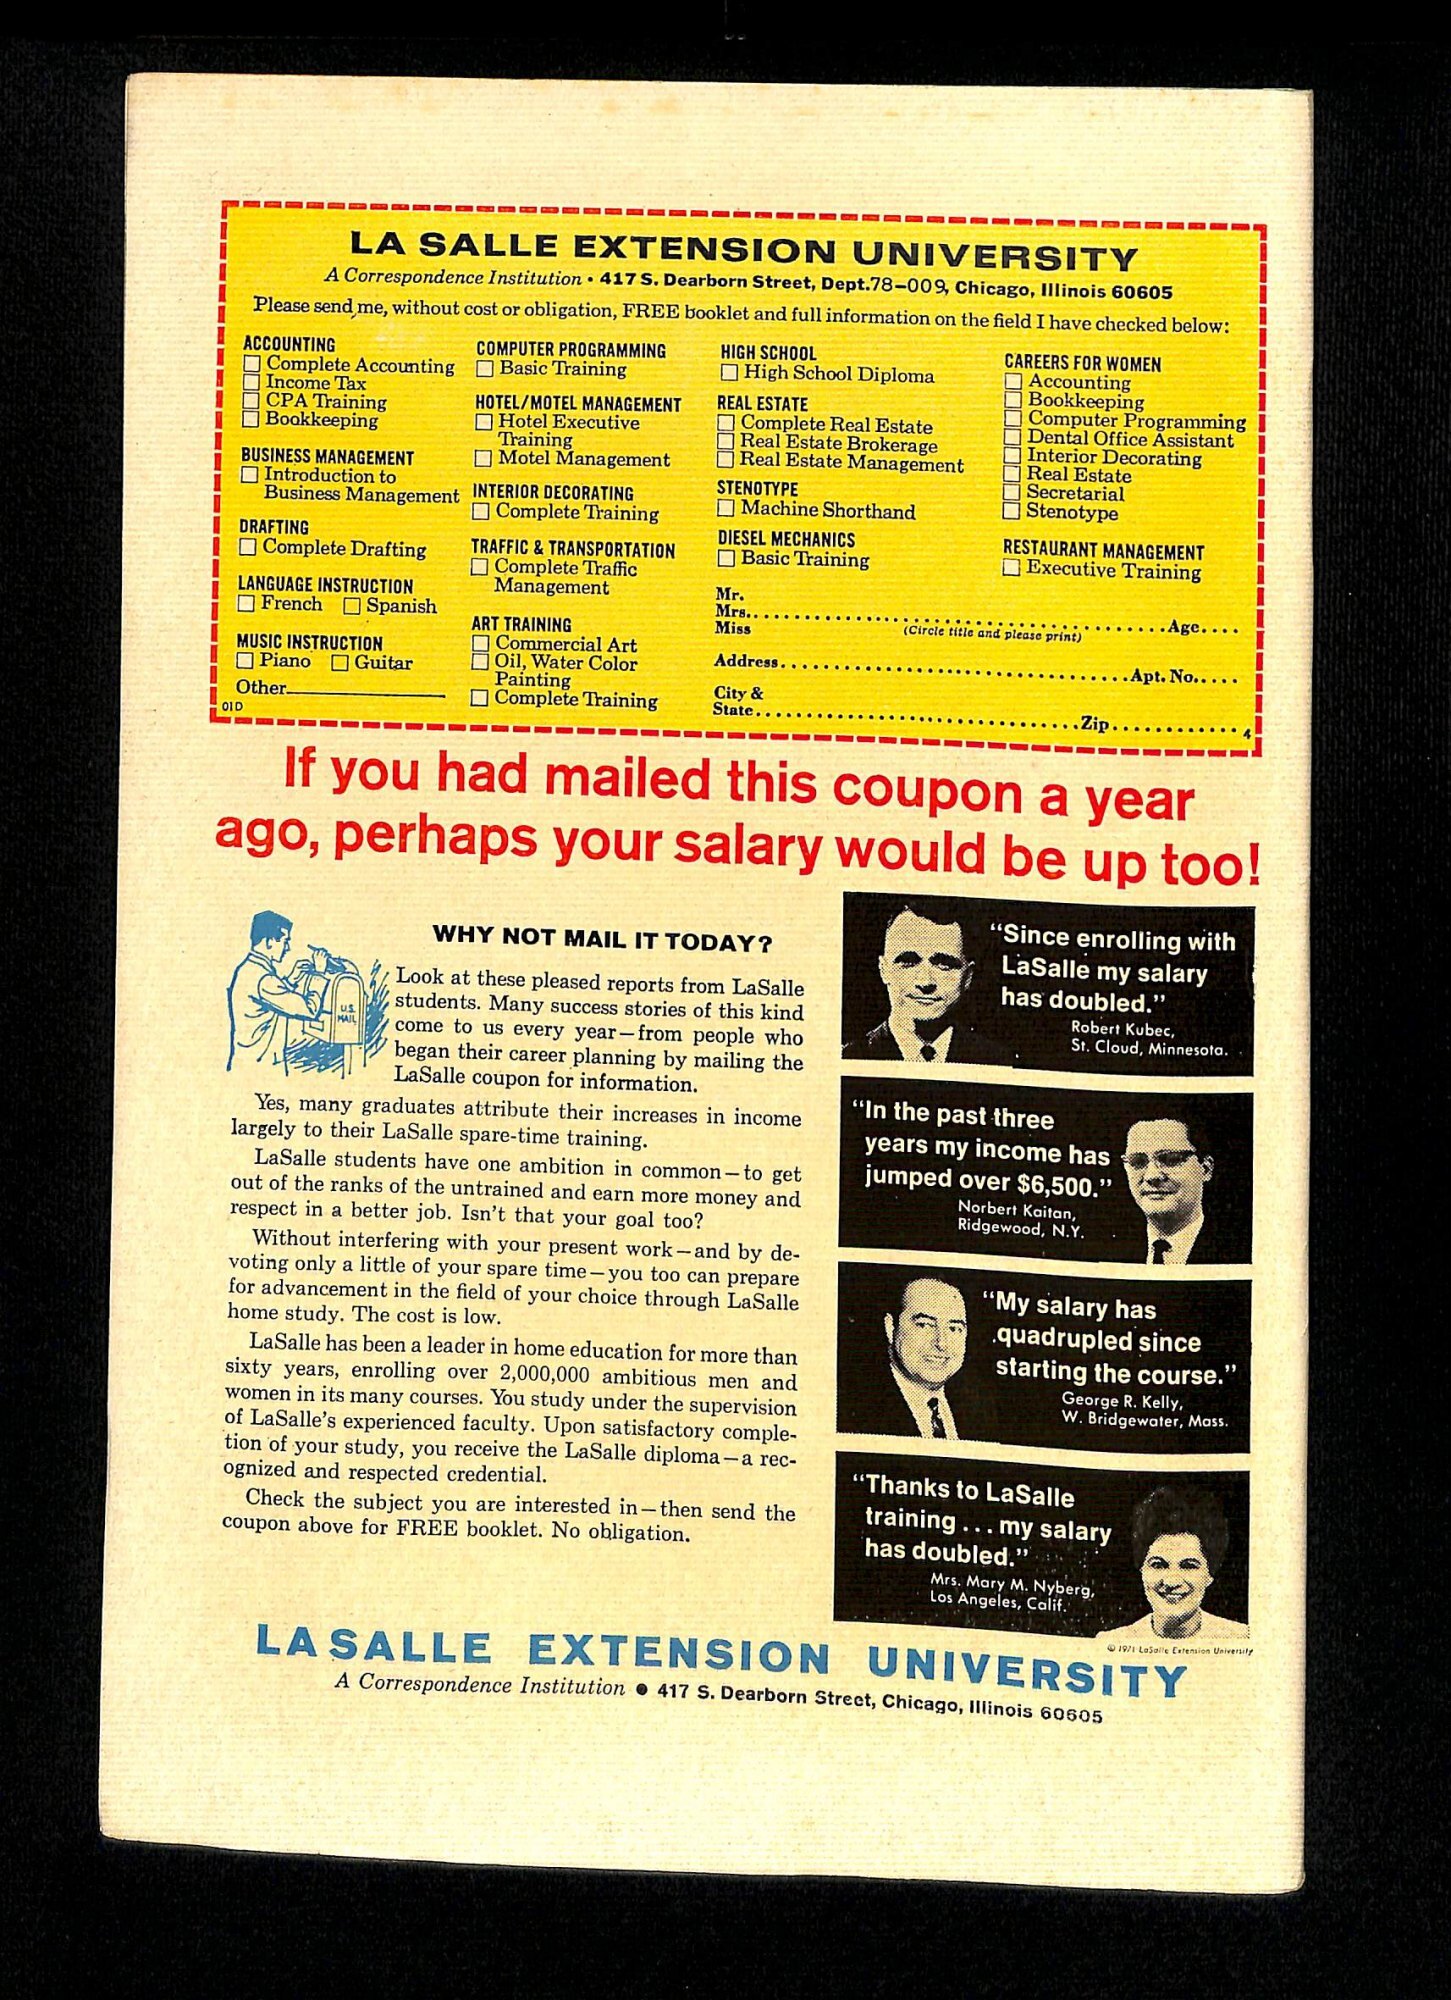 LA SALLE EXTENSION UNIVERSITY
A Correspondence Institution • 417 S. Dearborn Street, Dept.78-009, Chicago, Illinois 60605
Please send me, without cost or obligation, FREE booklet and full information on the field I have checked below:
ACCOUNTING
Complete Accounting
Income Tax
CPA Training
Bookkeeping
BUSINESS MANAGEMENT
Introduction to
Business Management
DRAFTING
Complete Drafting
LANGUAGE INSTRUCTION
French Spanish
MUSIC INSTRUCTION
Piano Guitar
Other
01D
COMPUTER PROGRAMMING
Basic Training
HOTEL/MOTEL MANAGEMENT
Hotel Executive
Training
Motel Management
INTERIOR DECORATING
Complete Training
TRAFFIC & TRANSPORTATION
Complete Traffic
Management
ART TRAINING
Commercial Art
Oil, Water Color
Painting
Complete Training
HIGH SCHOOL
High School Diploma
REAL ESTATE
Complete Real Estate
Real Estate Brokerage
Real Estate Management
STENOTYPE
Machine Shorthand
DIESEL MECHANICS
Basic Training
CAREERS FOR WOMEN
Accounting
Bookkeeping
Computer Programming
Dental Office Assistant
Interior Decorating
Real Estate
Secretarial
Stenotype
RESTAURANT MANAGEMENT
Executive Training
Mr.
Mrs. Age
Miss (Circle title and please print)
Address Apt. No.
City &
State Zip
4
If you had mailed this coupon a year
ago, perhaps your salary would be up too!
U.S.
MAIL
WHY NOT MAIL IT TODAY?
Look at these pleased reports from LaSalle
students. Many success stories of this kind
come to us every year—from people who
began their career planning by mailing the
LaSalle coupon for information.
Yes, many graduates attribute their increases in income
largely to their LaSalle spare-time training.
LaSalle students have one ambition in common—to get
out of the ranks of the untrained and earn more money and
respect in a better job. Isn't that your goal too?
Without interfering with your present work—and by de-
voting only a little of your spare time—you too can prepare
for advancement in the field of your choice through LaSalle
home study. The cost is low.
LaSalle has been a leader in home education for more than
sixty years, enrolling over 2,000,000 ambitious men and
women in its many courses. You study under the supervision
of LaSalle's experienced faculty. Upon satisfactory comple-
tion of your study, you receive the LaSalle diploma—a rec-
ognized and respected credential.
Check the subject you are interested in—then send the
coupon above for FREE booklet. No obligation.
"Since enrolling with
LaSalle my salary
has doubled."
Robert Kubec,
St. Cloud, Minnesota.
"In the past three
years my income has
jumped over $6,500."
Norbert Kaitan,
Ridgewood, N.Y.
"My salary has
quadrupled since
starting the course."
George R. Kelly,
W. Bridgewater, Mass.
"Thanks to LaSalle
training ... my salary
has doubled."
Mrs. Mary M. Nyberg,
Los Angeles, Calif.
© 1971 LaSalle Extension University
LA SALLE EXTENSION UNIVERSITY
A Correspondence Institution • 417 S. Dearborn Street, Chicago, Illinois 60605